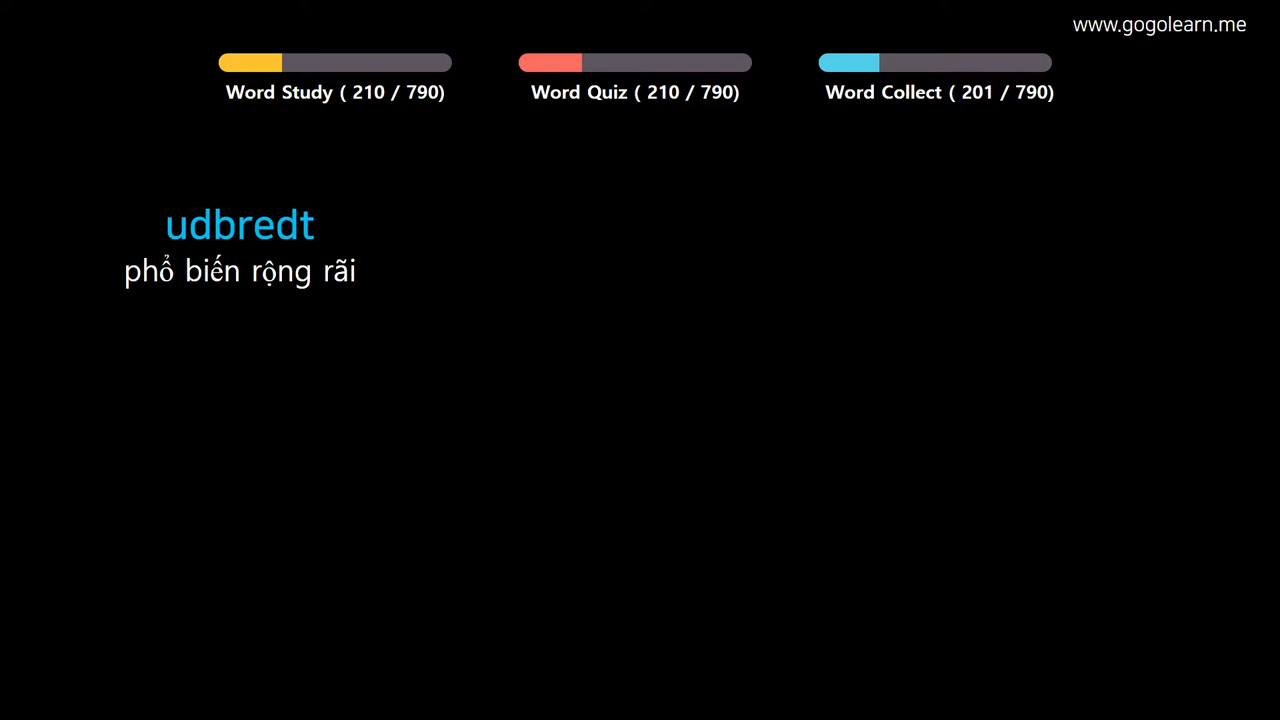 www.gogolearn.me
Word Study ( 210 / 790)
Word Quiz ( 210 / 790)
Word Collect ( 201 / 790)
udbredt
phổ biến rộng rãi